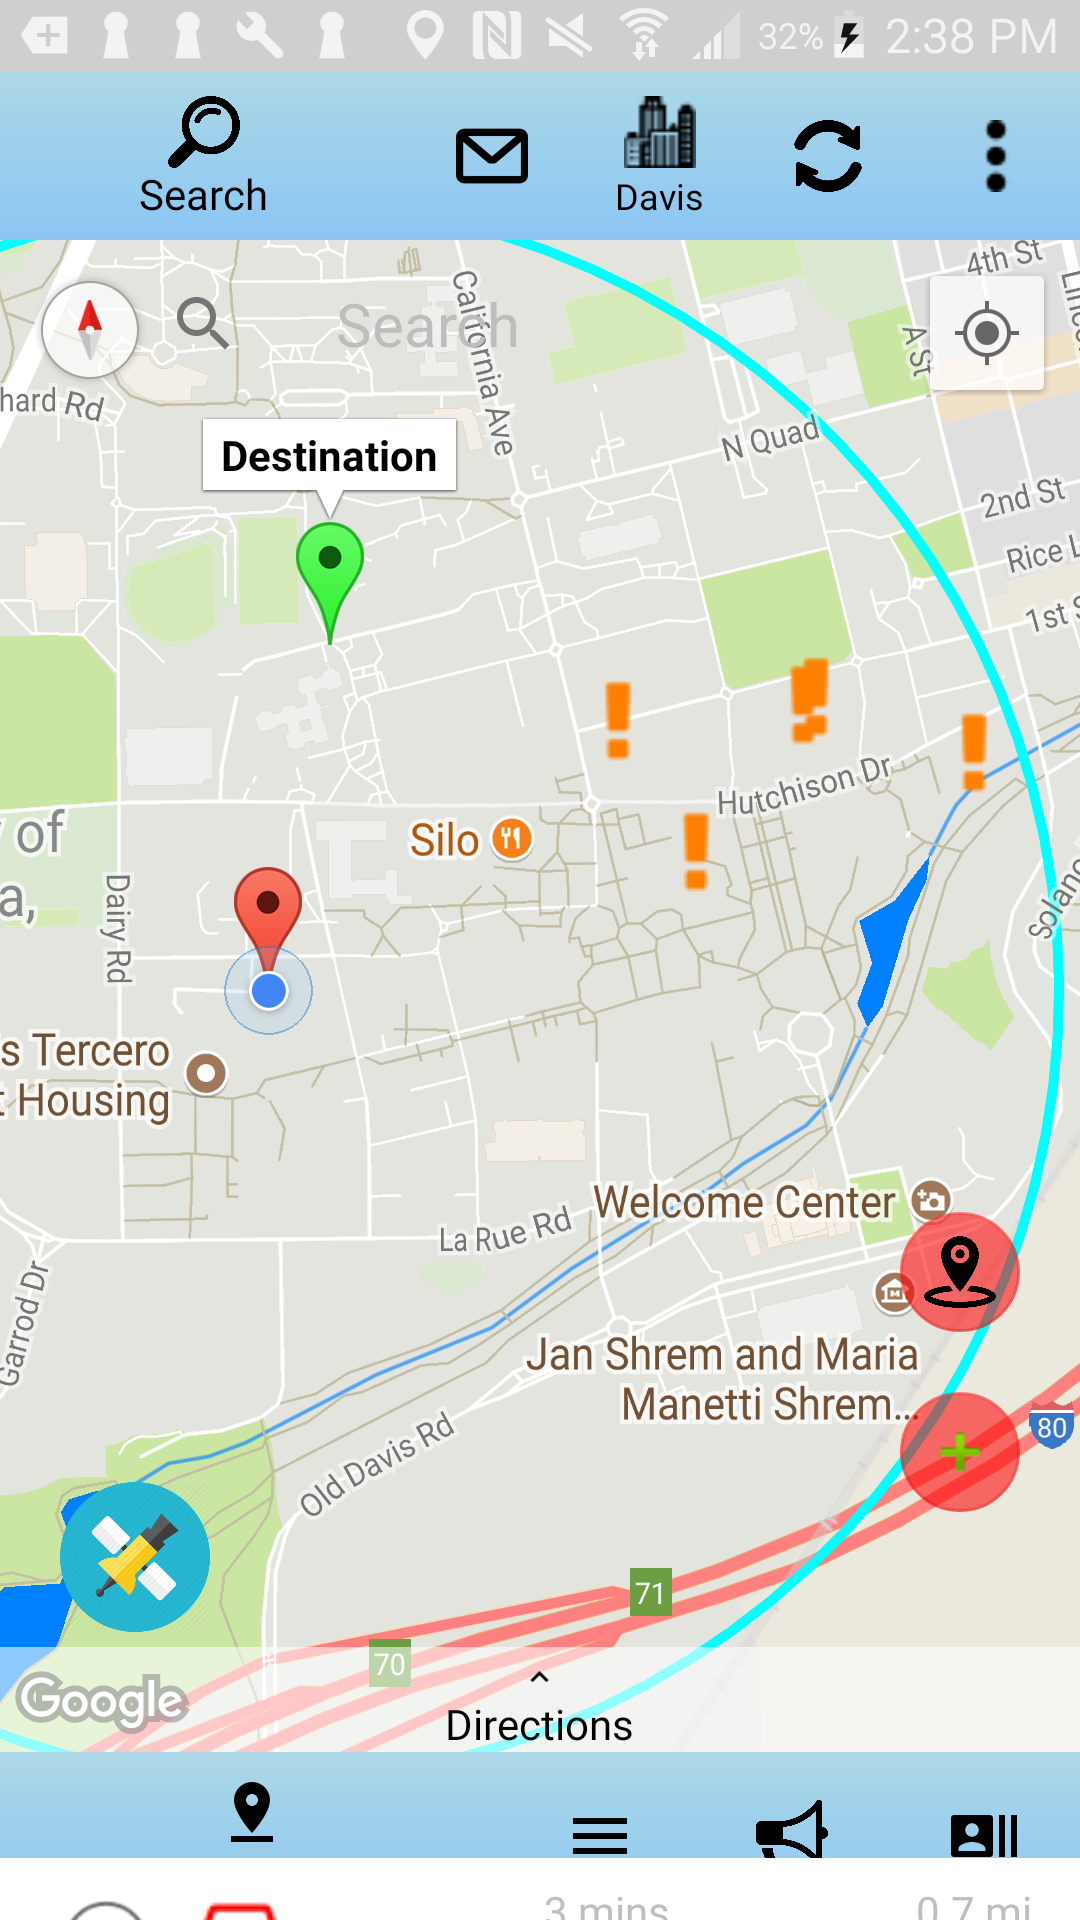 32% 2:38 PM
Search
Davis
4th St
California Ave
Search
A St
hard Rd
N Quad
Destination
2nd St
Rice L
1st S
Hutchison Dr
y of
Silo
a,
Dairy Rd
Solano
s Tercero
t Housing
Welcome Center
La Rue Rd
Garrod Dr
Jan Shrem and Maria
Manetti Shrem...
80
Old Davis Rd
71
70
Google
Directions
3 mins
0.7 mi